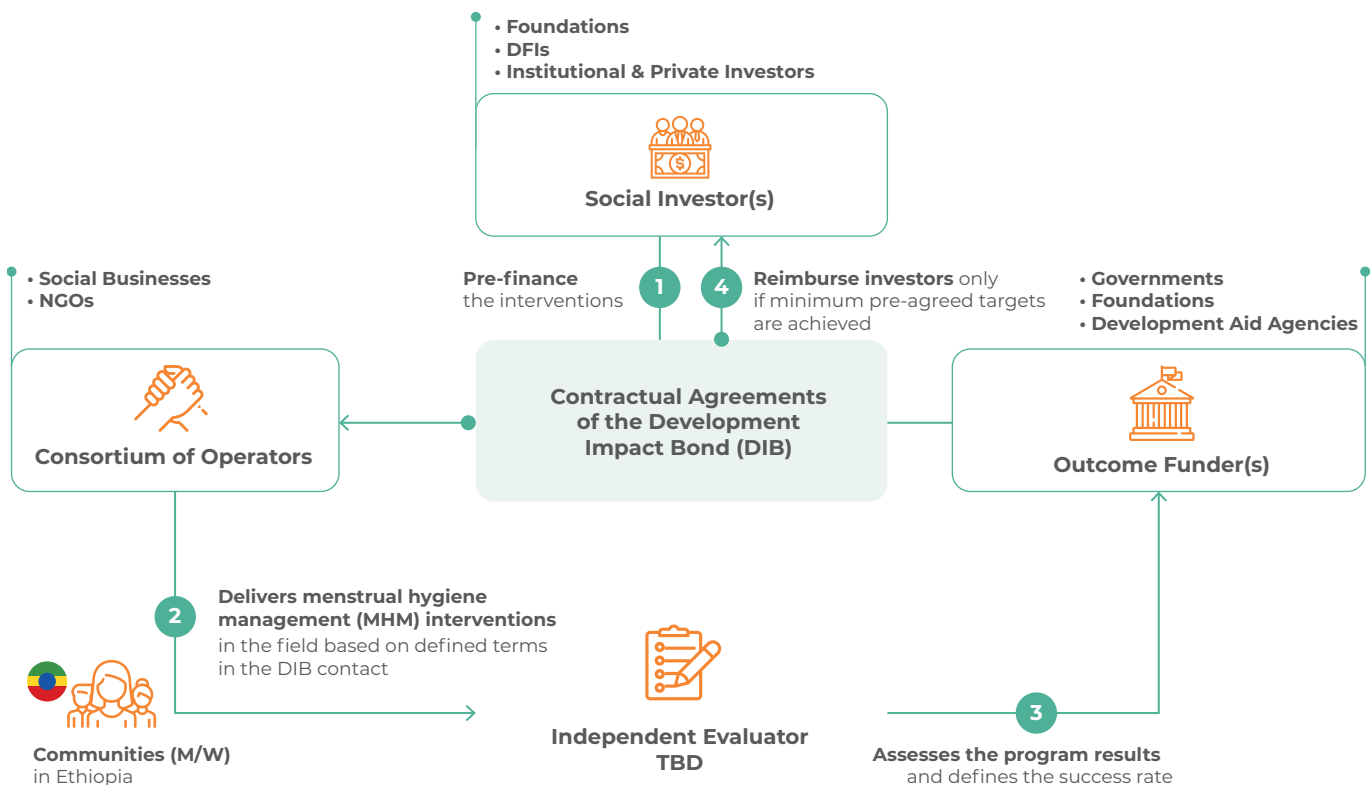 • Foundations
• DFIs
• Institutional & Private Investors
$
Social Investor(s)
• Social Businesses
• NGOs
Consortium of Operators
Pre-finance
the interventions
1
4
Reimburse investors only
if minimum pre-agreed targets
are achieved
• Governments
• Foundations
• Development Aid Agencies
Outcome Funder(s)
Contractual Agreements
of the Development
Impact Bond (DIB)
2
Delivers menstrual hygiene
management (MHM) interventions
in the field based on defined terms
in the DIB contact
Communities (M/W)
in Ethiopia
Independent Evaluator
TBD
3
Assesses the program results
and defines the success rate